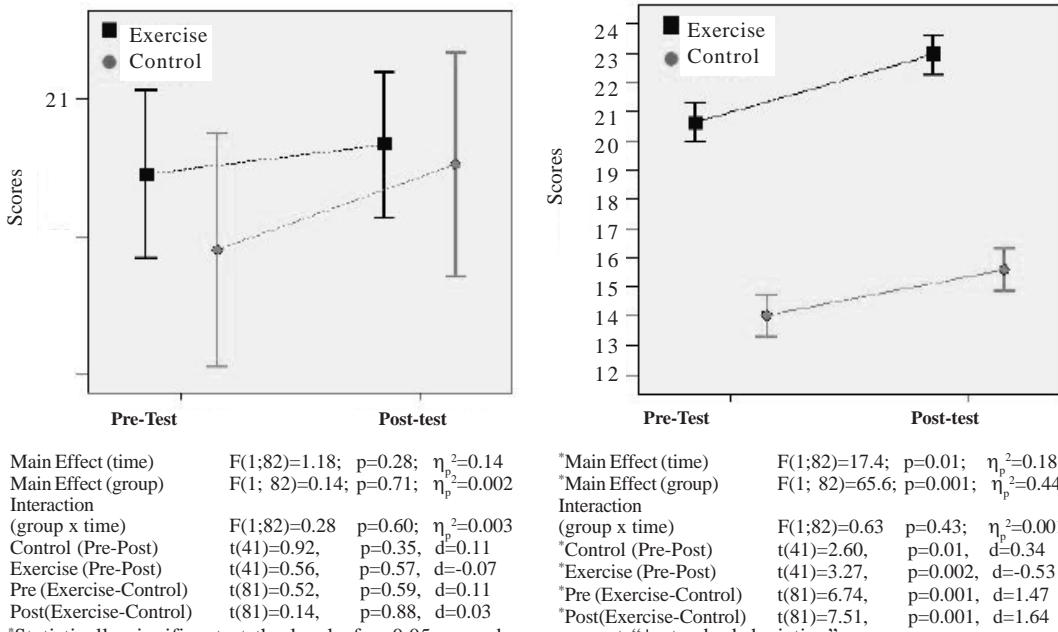 Exercise
Control
21
Scores
Pre-Test Post-test
Main Effect (time) F(1;82)=1.18; p=0.28; ηp²=0.14
Main Effect (group) F(1; 82)=0.14; p=0.71; ηp²=0.002
Interaction
(group x time) F(1;82)=0.28 p=0.60; ηp²=0.003
Control (Pre-Post) t(41)=0.92, p=0.35, d=0.11
Exercise (Pre-Post) t(41)=0.56, p=0.57, d=-0.07
Pre (Exercise-Control) t(81)=0.52, p=0.59, d=0.11
Post(Exercise-Control) t(81)=0.14, p=0.88, d=0.03
Exercise
Control
24
23
22
21
20
19
18
17
16
15
14
13
12
Scores
Pre-Test Post-test
*Main Effect (time) F(1;82)=17.4; p=0.01; ηp²=0.18
*Main Effect (group) F(1; 82)=65.6; p=0.001; ηp²=0.44
Interaction
(group x time) F(1;82)=0.63 p=0.43; ηp²=0.00
*Control (Pre-Post) t(41)=2.60, p=0.01, d=0.34
*Exercise (Pre-Post) t(41)=3.27, p=0.002, d=-0.53
*Pre (Exercise-Control) t(81)=6.74, p=0.001, d=1.47
*Post(Exercise-Control) t(81)=7.51, p=0.001, d=1.64